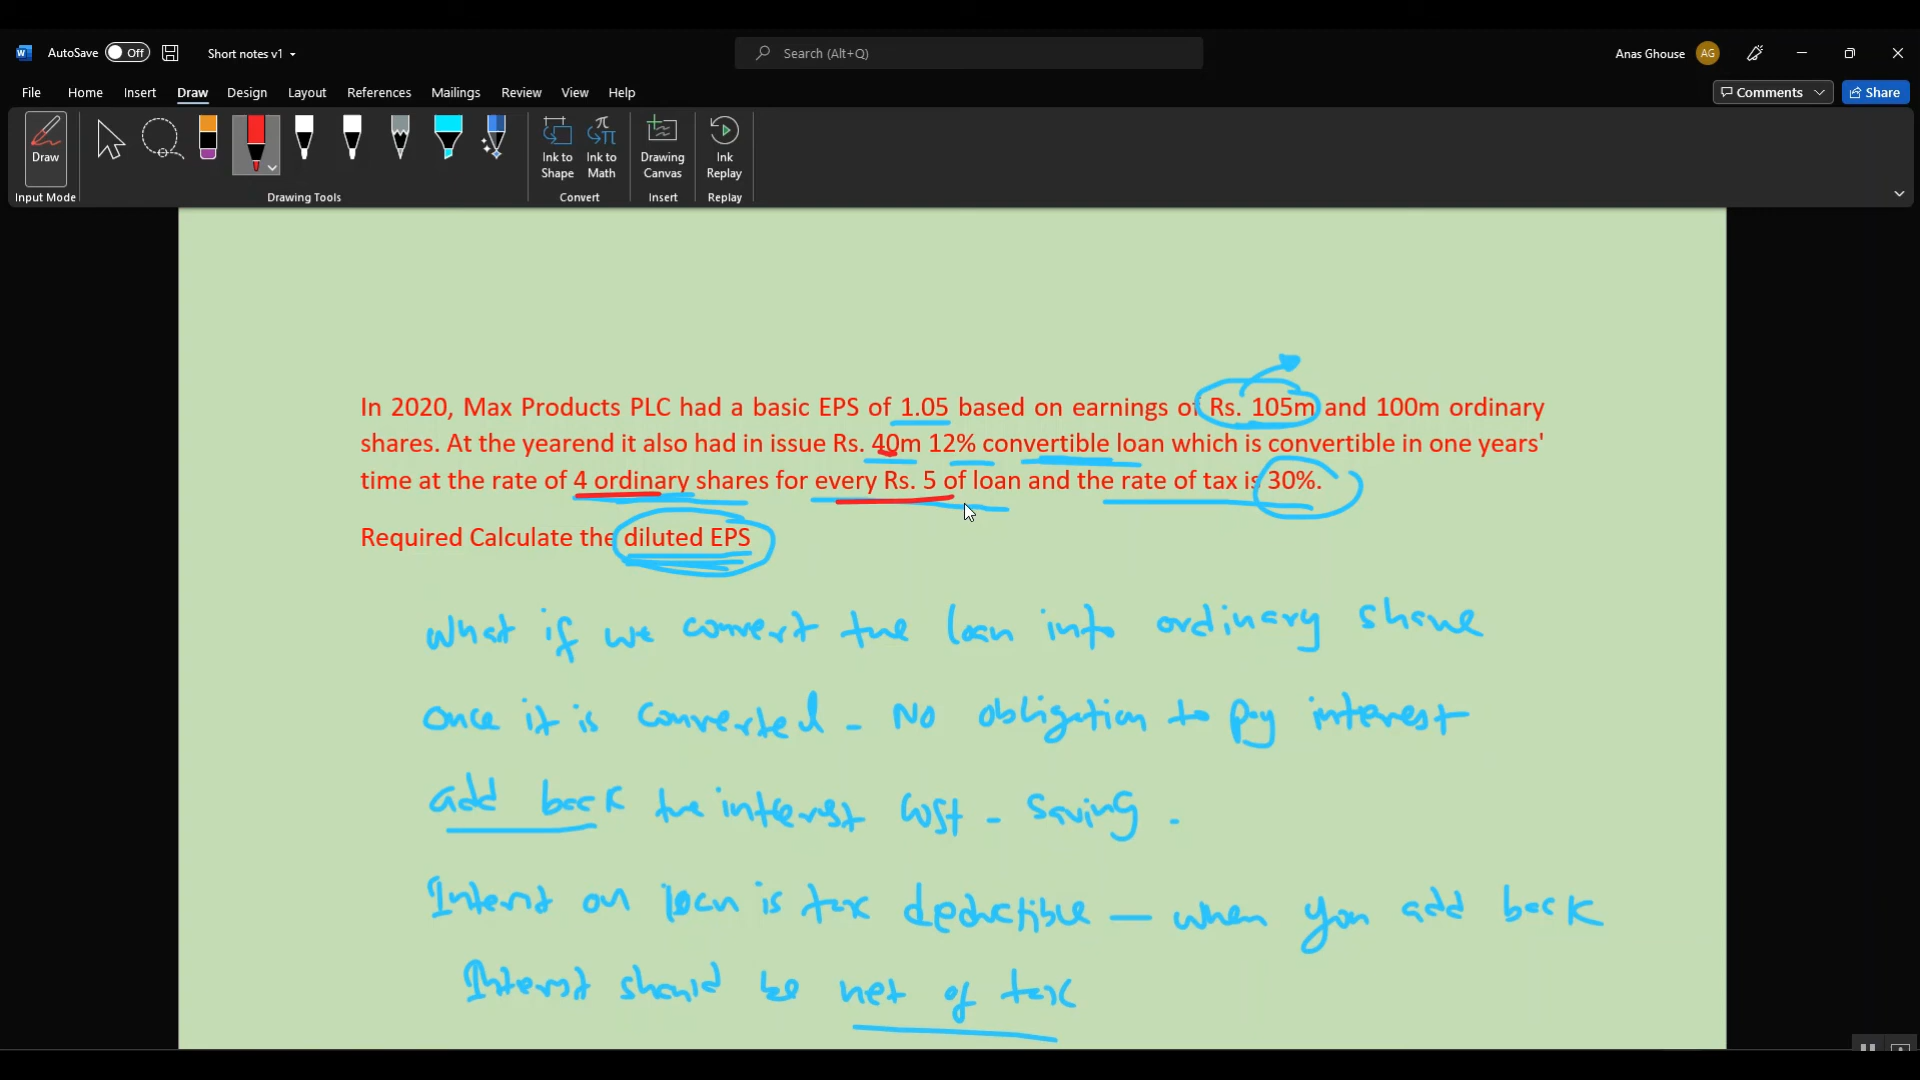 AutoSave Off Short notes v1 Search (Alt+Q) Anas Ghouse AG
File Home Insert Draw Design Layout References Mailings Review View Help Comments Share
Draw Ink to Shape Ink to Math Drawing Canvas Ink Replay
Input Mode Drawing Tools Convert Insert Replay
In 2020, Max Products PLC had a basic EPS of 1.05 based on earnings of Rs. 105m and 100m ordinary
shares. At the yearend it also had in issue Rs. 40m 12% convertible loan which is convertible in one years'
time at the rate of 4 ordinary shares for every Rs. 5 of loan and the rate of tax is 30%.
Required Calculate the diluted EPS
What if we convert the loan into ordinary share
once it is converted - No obligation to pay interest
add back the interest cost - saving -
Interest on loan is tax deductible — when you add back
Interest should be net of tax